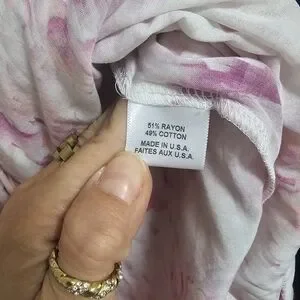 51% RAYON
49% COTTON
MADE IN U.S.A.
FAITES AUX U.S.A.